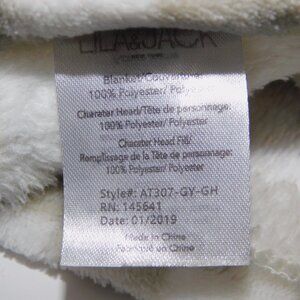 LILA&JACK
Blanket/Couverture:
100% Polyester/ Polyester
Charater Head/Tête de personnage:
100% Polyester/ Polyester
Charater Head Fill/
Remplissage de la Tête de personnage:
100% Polyester/ Polyester
Style#: AT307-GY-GH
RN: 145641
Date: 01/2019
Made in China
Fabriqué en Chine